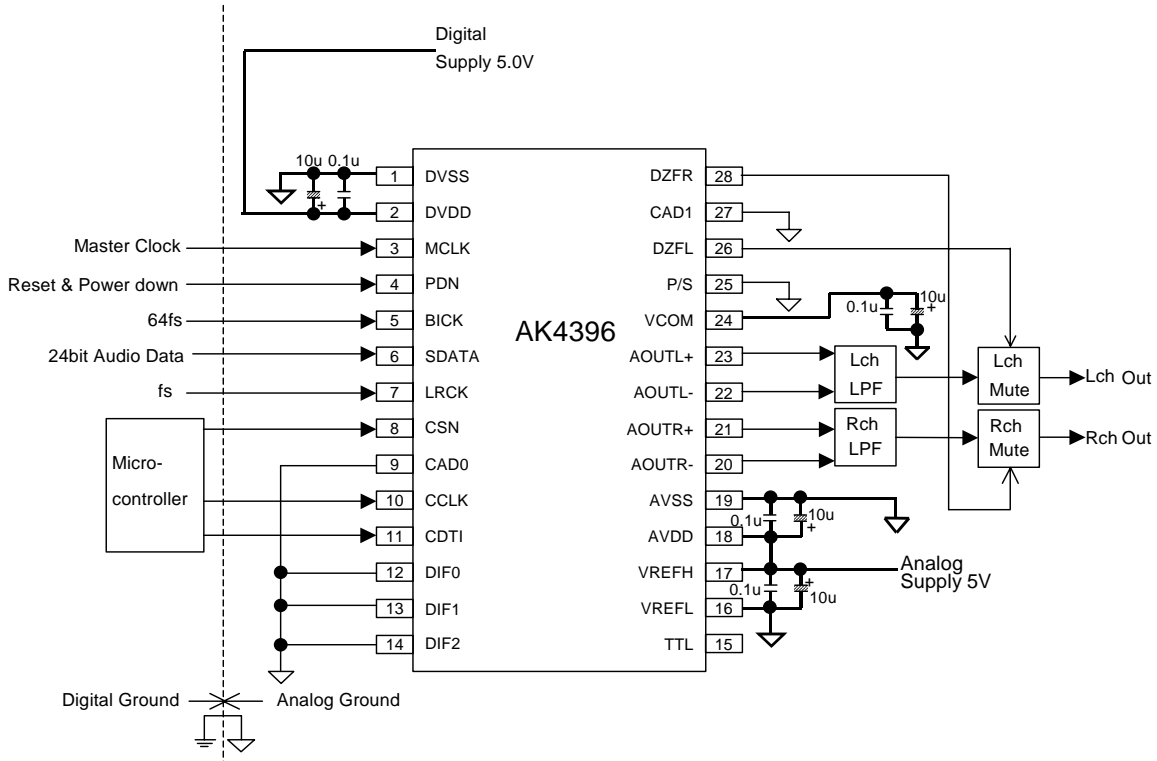 Digital
Supply 5.0V
10u 0.1u
+
1 DVSS
2 DVDD
Master Clock 3 MCLK
Reset & Power down 4 PDN
64fs 5 BICK
24bit Audio Data 6 SDATA
fs 7 LRCK
8 CSN
9 CAD0
10 CCLK
11 CDTI
12 DIF0
13 DIF1
14 DIF2
Micro-
controller
AK4396
DZFR 28
CAD1 27
DZFL 26
P/S 25
VCOM 24
AOUTL+ 23
AOUTL- 22
AOUTR+ 21
AOUTR- 20
AVSS 19
AVDD 18
VREFH 17
VREFL 16
TTL 15
0.1u 10u
+
Lch
LPF
Lch
Mute
Lch Out
Rch
LPF
Rch
Mute
Rch Out
0.1u 10u
+
Analog
Supply 5V
0.1u
+
10u
Digital Ground Analog Ground